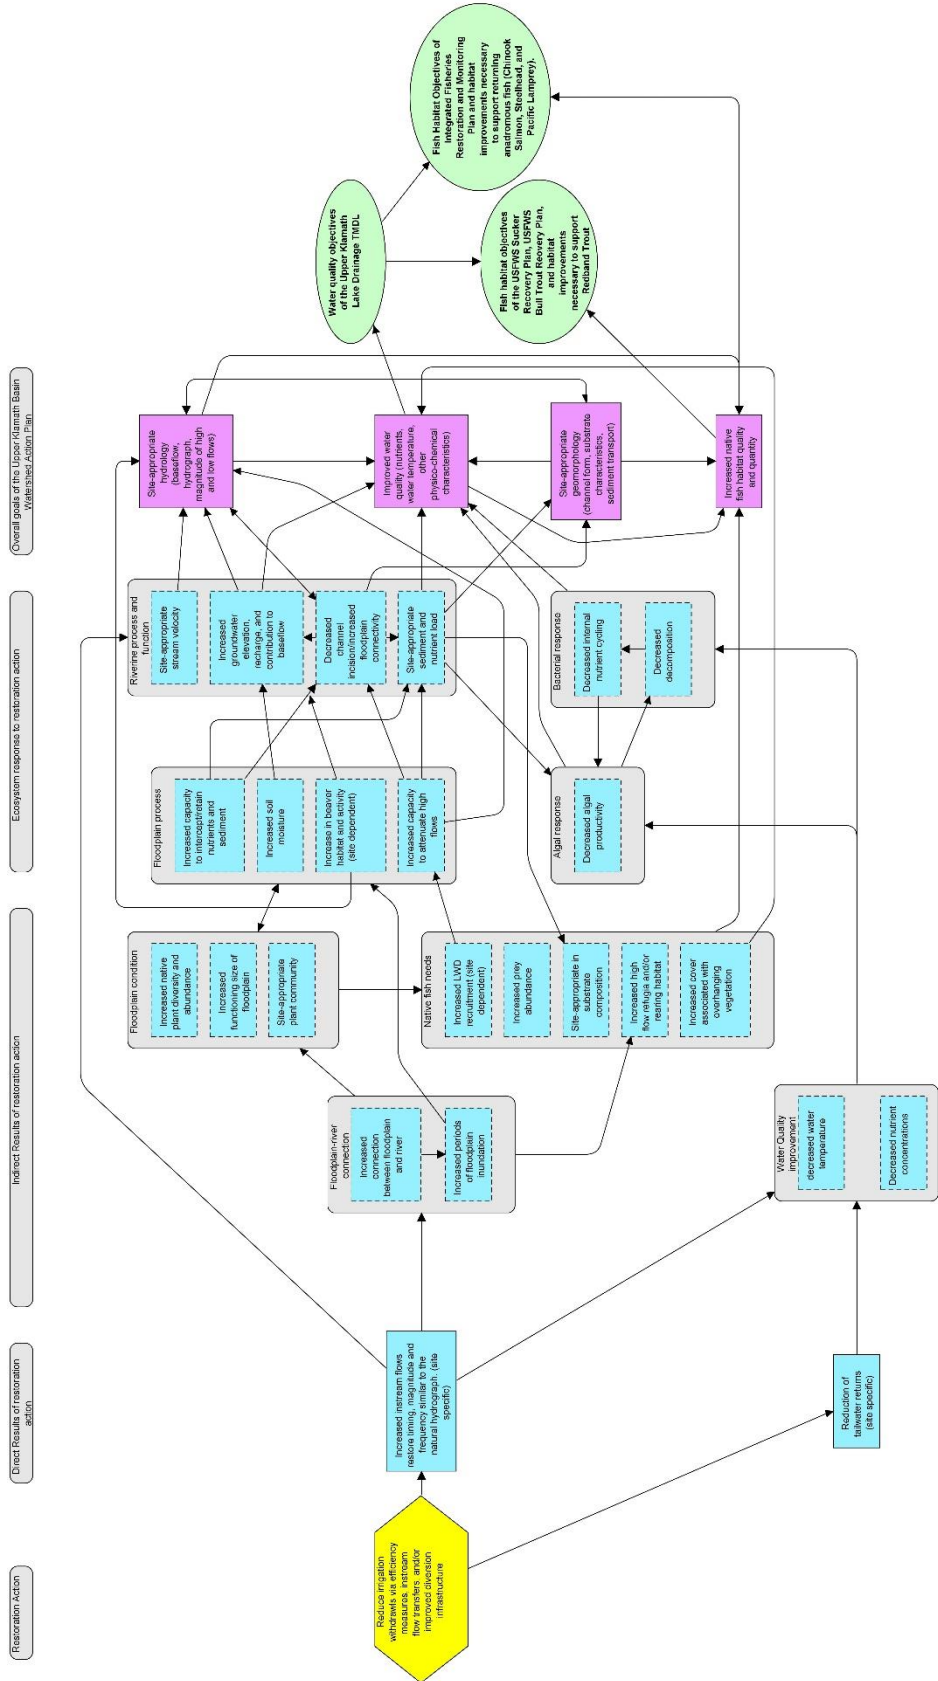 Restoration Action
Direct Results of restoration
acton
Indirect Results of restoration action
Ecosystem response to restoration action
Overall goals of the Upper Klamath Basin
Watershed Action Plan
Reduce irrigation
withdrawls via efficiency
measures. instream
flow transfers. and/or
improved diversion
infrastructure
Increased instream flows
restore timing, magnitude and
frequency similar to the
natural hydrograph. (site
specific)
Reduction of
tailwater returns
(site specific)
Floodplain-river
connection
Increased
connection
between floodplain
and river
Increased periods
of floodplain
inundation
Water Quality
improvement
decreased water
temperature
Decreased nutrient
concentrations
Floodplain condition
Increased native
plant diversity and
abundance
Increased
functioning size of
floodplain
Site-appropriate
plant community
Native fish needs
Increased LWD
recruitment (site
dependent)
Increased prey
abundance
Site-appropriate in
substrate
composition
Increased high
flow refugia and/or
rearing habitat
Increased cover
associated with
overhanging
vegetation
Floodplain process
Increased capacity
to intercept/retain
nutrients and
sediment
Increased soil
moisture
Increase in beaver
habitat and activity
(site dependent)
Increased capacity
to attenuate high
flows
Algal response
Decreased algal
productivity
Riverine process and
function
Site-appropriate
stream velocity
Increased
groundwater
elevation,
recharge, and
contribution to
baseflow
Decreased
channel
incision/increased
floodplain
connectivity
Site-appropriate
sediment and
nutrient load
Bacterial response
Decreased internal
nutrient cycling
Decreased
decomposition
Site-appropriate
hydrology
(baseflow,
hydrograph,
magnitude of high
and low flows)
Improved water
quality (nutrients,
water temperature,
other
physico-chemical
characteristics)
Site-appropriate
geomorphology
(channel form, substrate
characteristics,
sediment transport)
Increased native
fish habitat quality
and quantity
Water quality objectives
of the Upper Klamath
Lake Drainage TMDL
Fish habitat objectives
of the USFWS Sucker
Recovery Plan, USFWS
Bull Trout Reovery Plan,
and habitat
improvements
necessary to support
Redband Trout
Fish Habitat Objectives of
Integrated Fisheries
Restoration and Monitoring
Plan and habitat
improvements necessary
to support returning
anadromous fish (Chinook
Salmon, Steelhead, and
Pacific Lamprey).